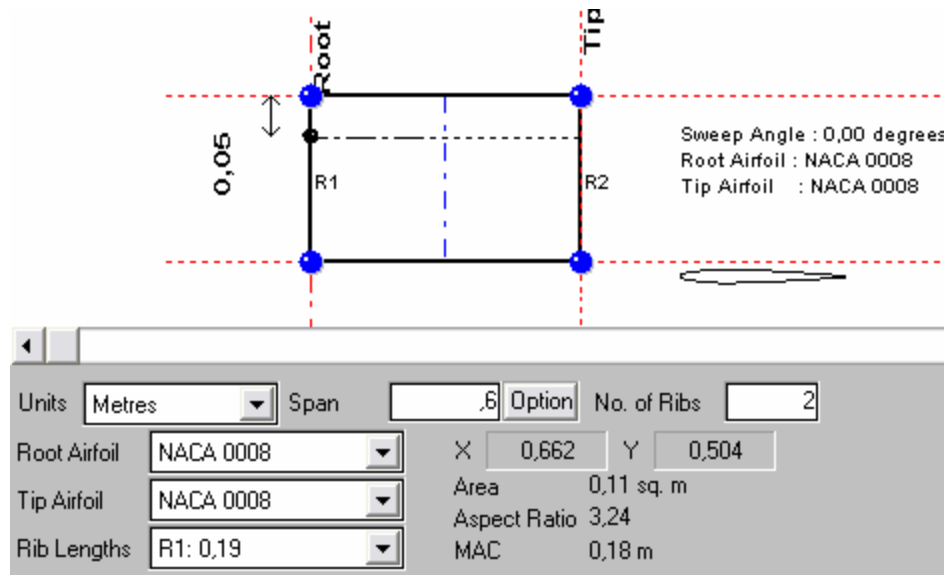 Root
Tip
0,05
R1
R2
Sweep Angle : 0,00 degrees
Root Airfoil : NACA 0008
Tip Airfoil : NACA 0008
Units Metres Span ,6 Option No. of Ribs 2
Root Airfoil NACA 0008 X 0,662 Y 0,504
Area 0,11 sq. m
Tip Airfoil NACA 0008
Aspect Ratio 3,24
Rib Lengths R1: 0,19 MAC 0,18 m